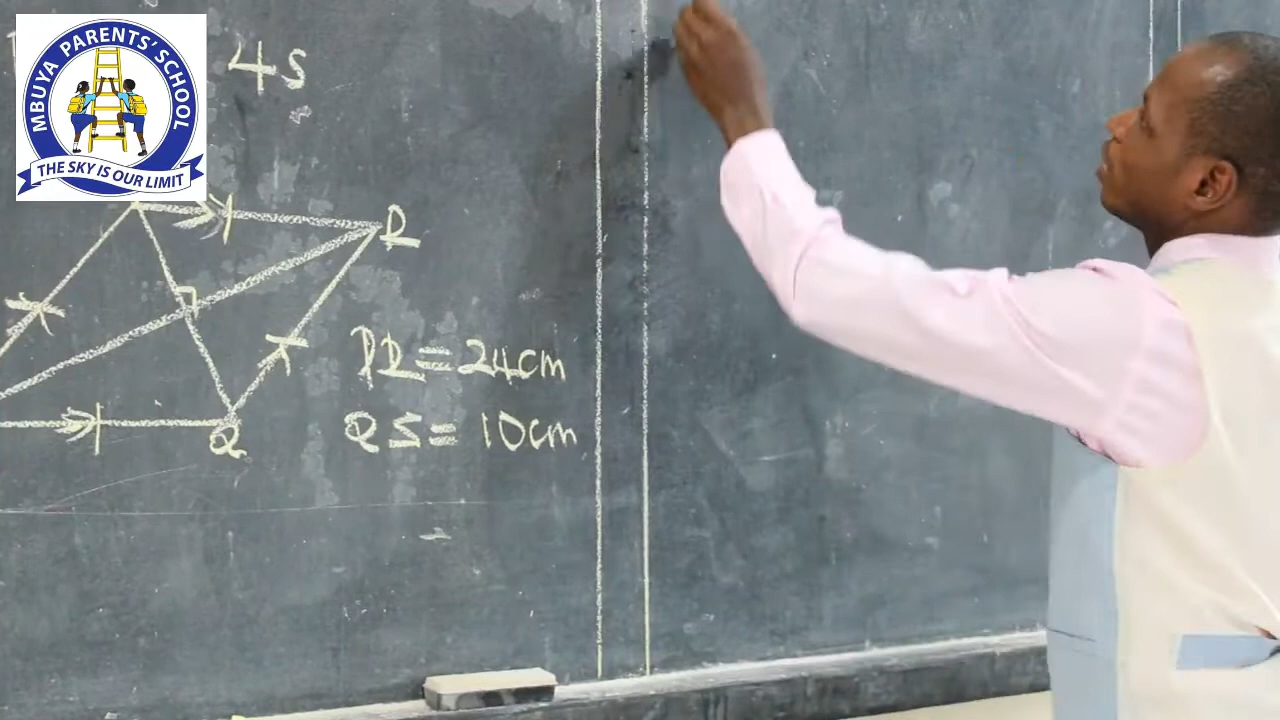 MBUYA PARENTS' SCHOOL
THE SKY IS OUR LIMIT
4s
R
PR = 24cm
QS = 10cm
Q